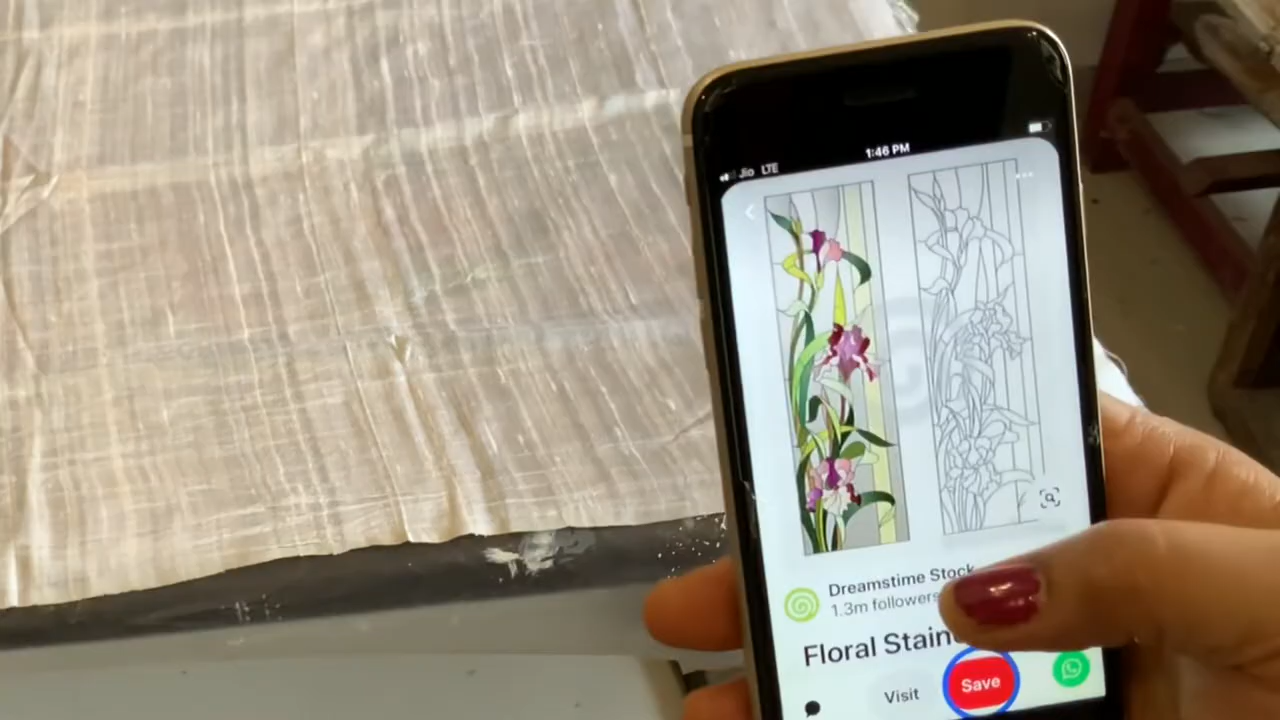 Jio LTE
1:46 PM
Dreamstime Stock
1.3m followers
Floral Stain
Visit
Save